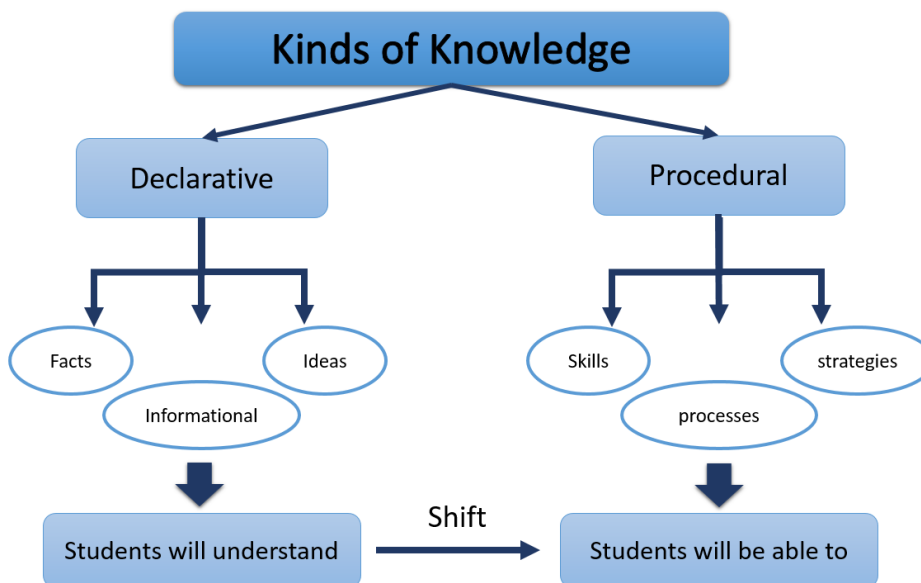 Kinds of Knowledge
Declarative
Procedural
Facts
Ideas
Informational
Skills
strategies
processes
Shift
Students will understand
Students will be able to